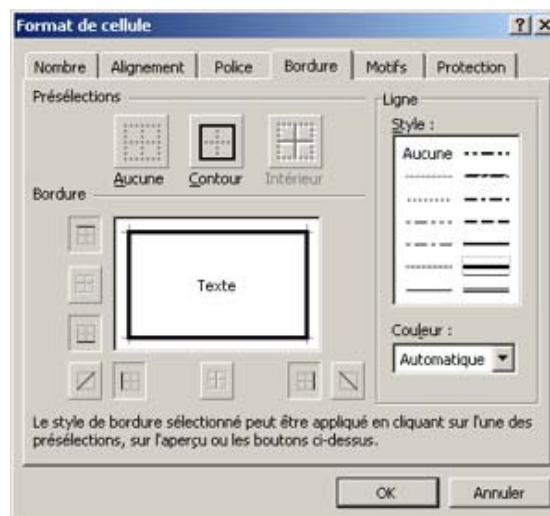 Format de cellule
Nombre Alignement Police Bordure Motifs Protection
Présélections
Aucune Contour Intérieur
Bordure
Texte
Ligne
Style :
Aucune
Couleur :
Automatique
Le style de bordure sélectionné peut être appliqué en cliquant sur l'une des
présélections, sur l'aperçu ou les boutons ci-dessus.
OK Annuler